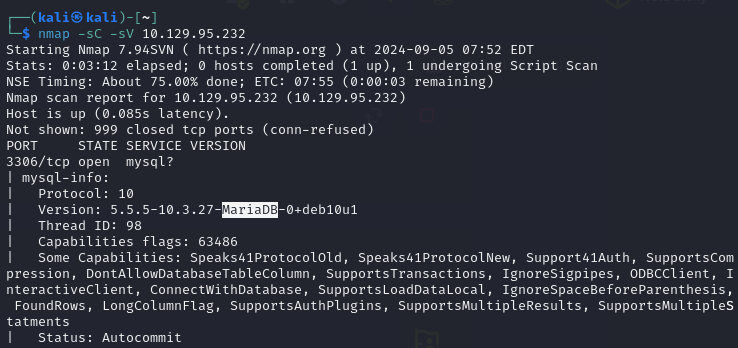 ┌──(kali㉿kali)-[~]
└─$ nmap -sC -sV 10.129.95.232
Starting Nmap 7.94SVN ( https://nmap.org ) at 2024-09-05 07:52 EDT
Stats: 0:03:12 elapsed; 0 hosts completed (1 up), 1 undergoing Script Scan
NSE Timing: About 75.00% done; ETC: 07:55 (0:00:03 remaining)
Nmap scan report for 10.129.95.232 (10.129.95.232)
Host is up (0.085s latency).
Not shown: 999 closed tcp ports (conn-refused)
PORT     STATE SERVICE VERSION
3306/tcp open  mysql?
| mysql-info:
|   Protocol: 10
|   Version: 5.5.5-10.3.27-MariaDB-0+deb10u1
|   Thread ID: 98
|   Capabilities flags: 63486
|   Some Capabilities: Speaks41ProtocolOld, Speaks41ProtocolNew, Support41Auth, SupportsCom
pression, DontAllowDatabaseTableColumn, SupportsTransactions, IgnoreSigpipes, ODBCClient, I
nteractiveClient, ConnectWithDatabase, SupportsLoadDataLocal, IgnoreSpaceBeforeParenthesis,
 FoundRows, LongColumnFlag, SupportsAuthPlugins, SupportsMultipleResults, SupportsMultipleS
tatments
|   Status: Autocommit